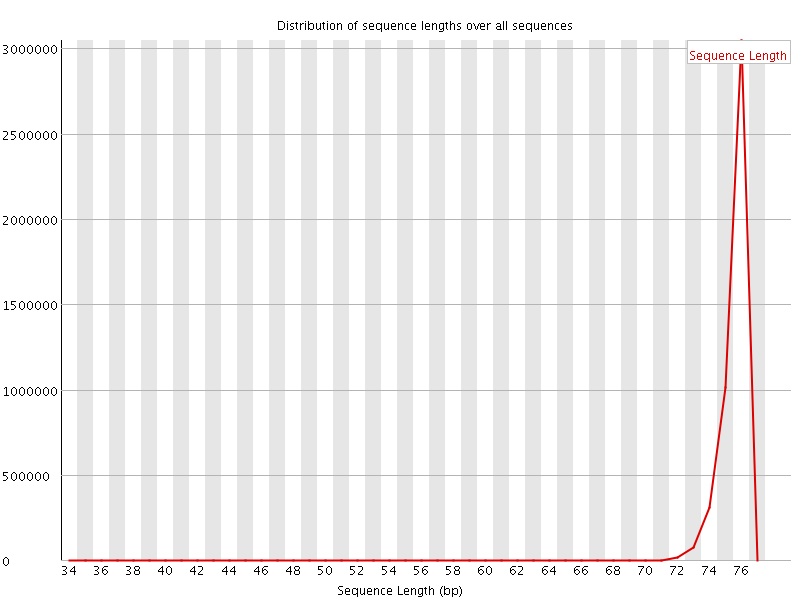 Distribution of sequence lengths over all sequences
Sequence Length
3000000
2500000
2000000
1500000
1000000
500000
0
34 36 38 40 42 44 46 48 50 52 54 56 58 60 62 64 66 68 70 72 74 76
Sequence Length (bp)